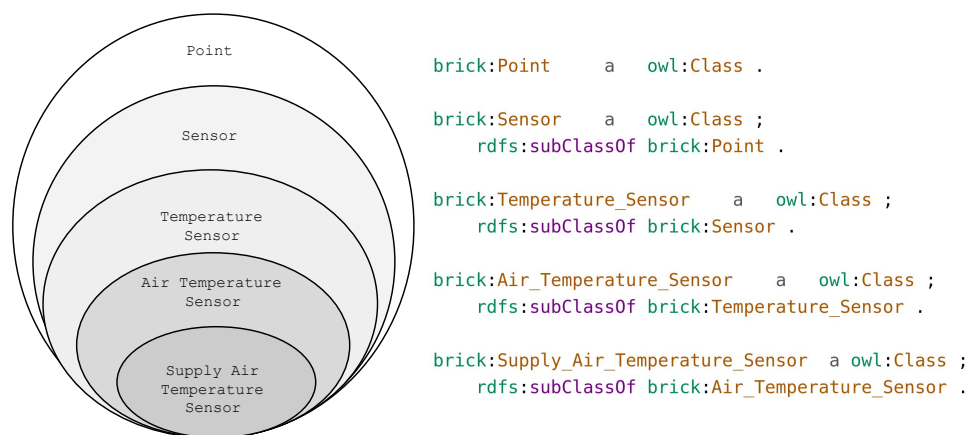 Point
Sensor
Temperature
Sensor
Air Temperature
Sensor
Supply Air
Temperature
Sensor
brick:Point a owl:Class .
brick:Sensor a owl:Class ;
rdfs:subClassOf brick:Point .
brick:Temperature_Sensor a owl:Class ;
rdfs:subClassOf brick:Sensor .
brick:Air_Temperature_Sensor a owl:Class ;
rdfs:subClassOf brick:Temperature_Sensor .
brick:Supply_Air_Temperature_Sensor a owl:Class ;
rdfs:subClassOf brick:Air_Temperature_Sensor .